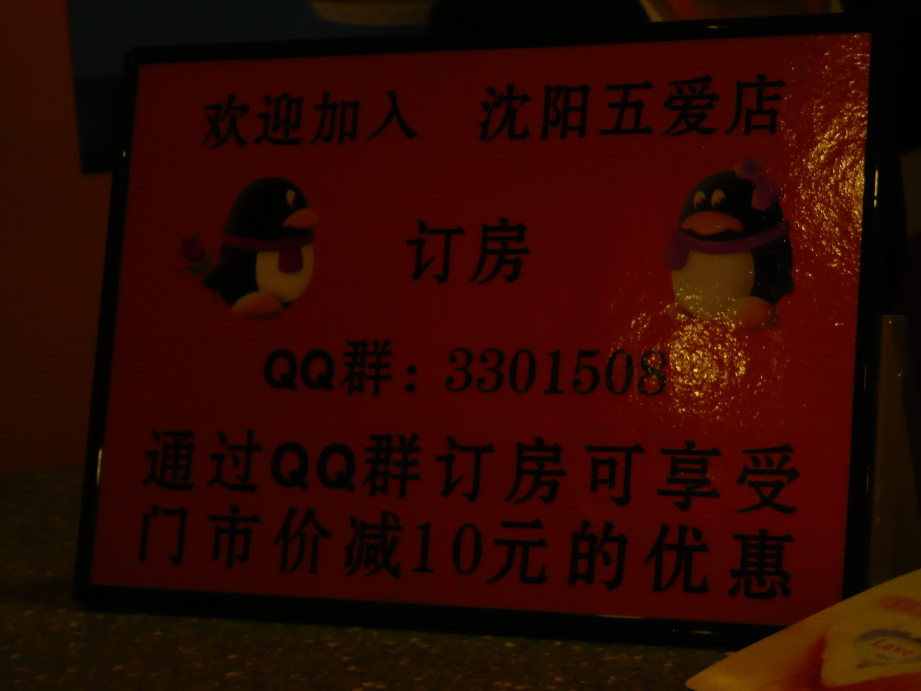 欢迎加入 沈阳五爱店
订房
QQ群：3301508
通过QQ群订房可享受
门市价减10元的优惠
Love